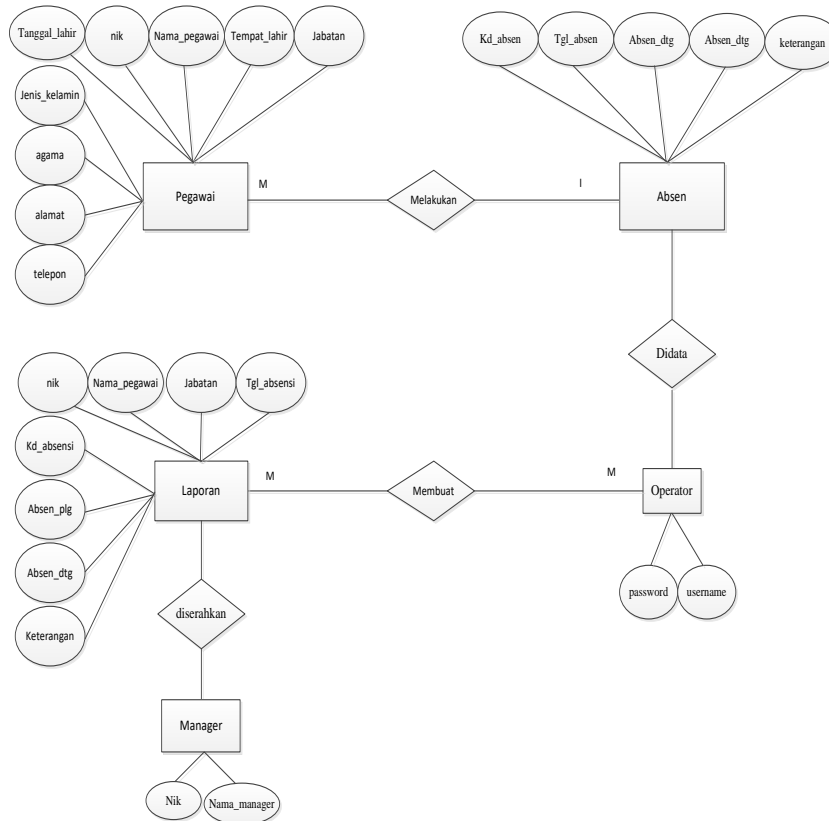 Tanggal_lahir
nik
Nama_pegawai
Tempat_lahir
Jabatan
Kd_absen
Tgl_absen
Absen_dtg
Absen_dtg
keterangan
Jenis_kelamin
agama
alamat
telepon
Pegawai
M
Melakukan
I
Absen
Didata
nik
Nama_pegawai
Jabatan
Tgl_absensi
Kd_absensi
Absen_plg
Absen_dtg
Keterangan
Laporan
M
Membuat
M
Operator
password
username
diserahkan
Manager
Nik
Nama_manager